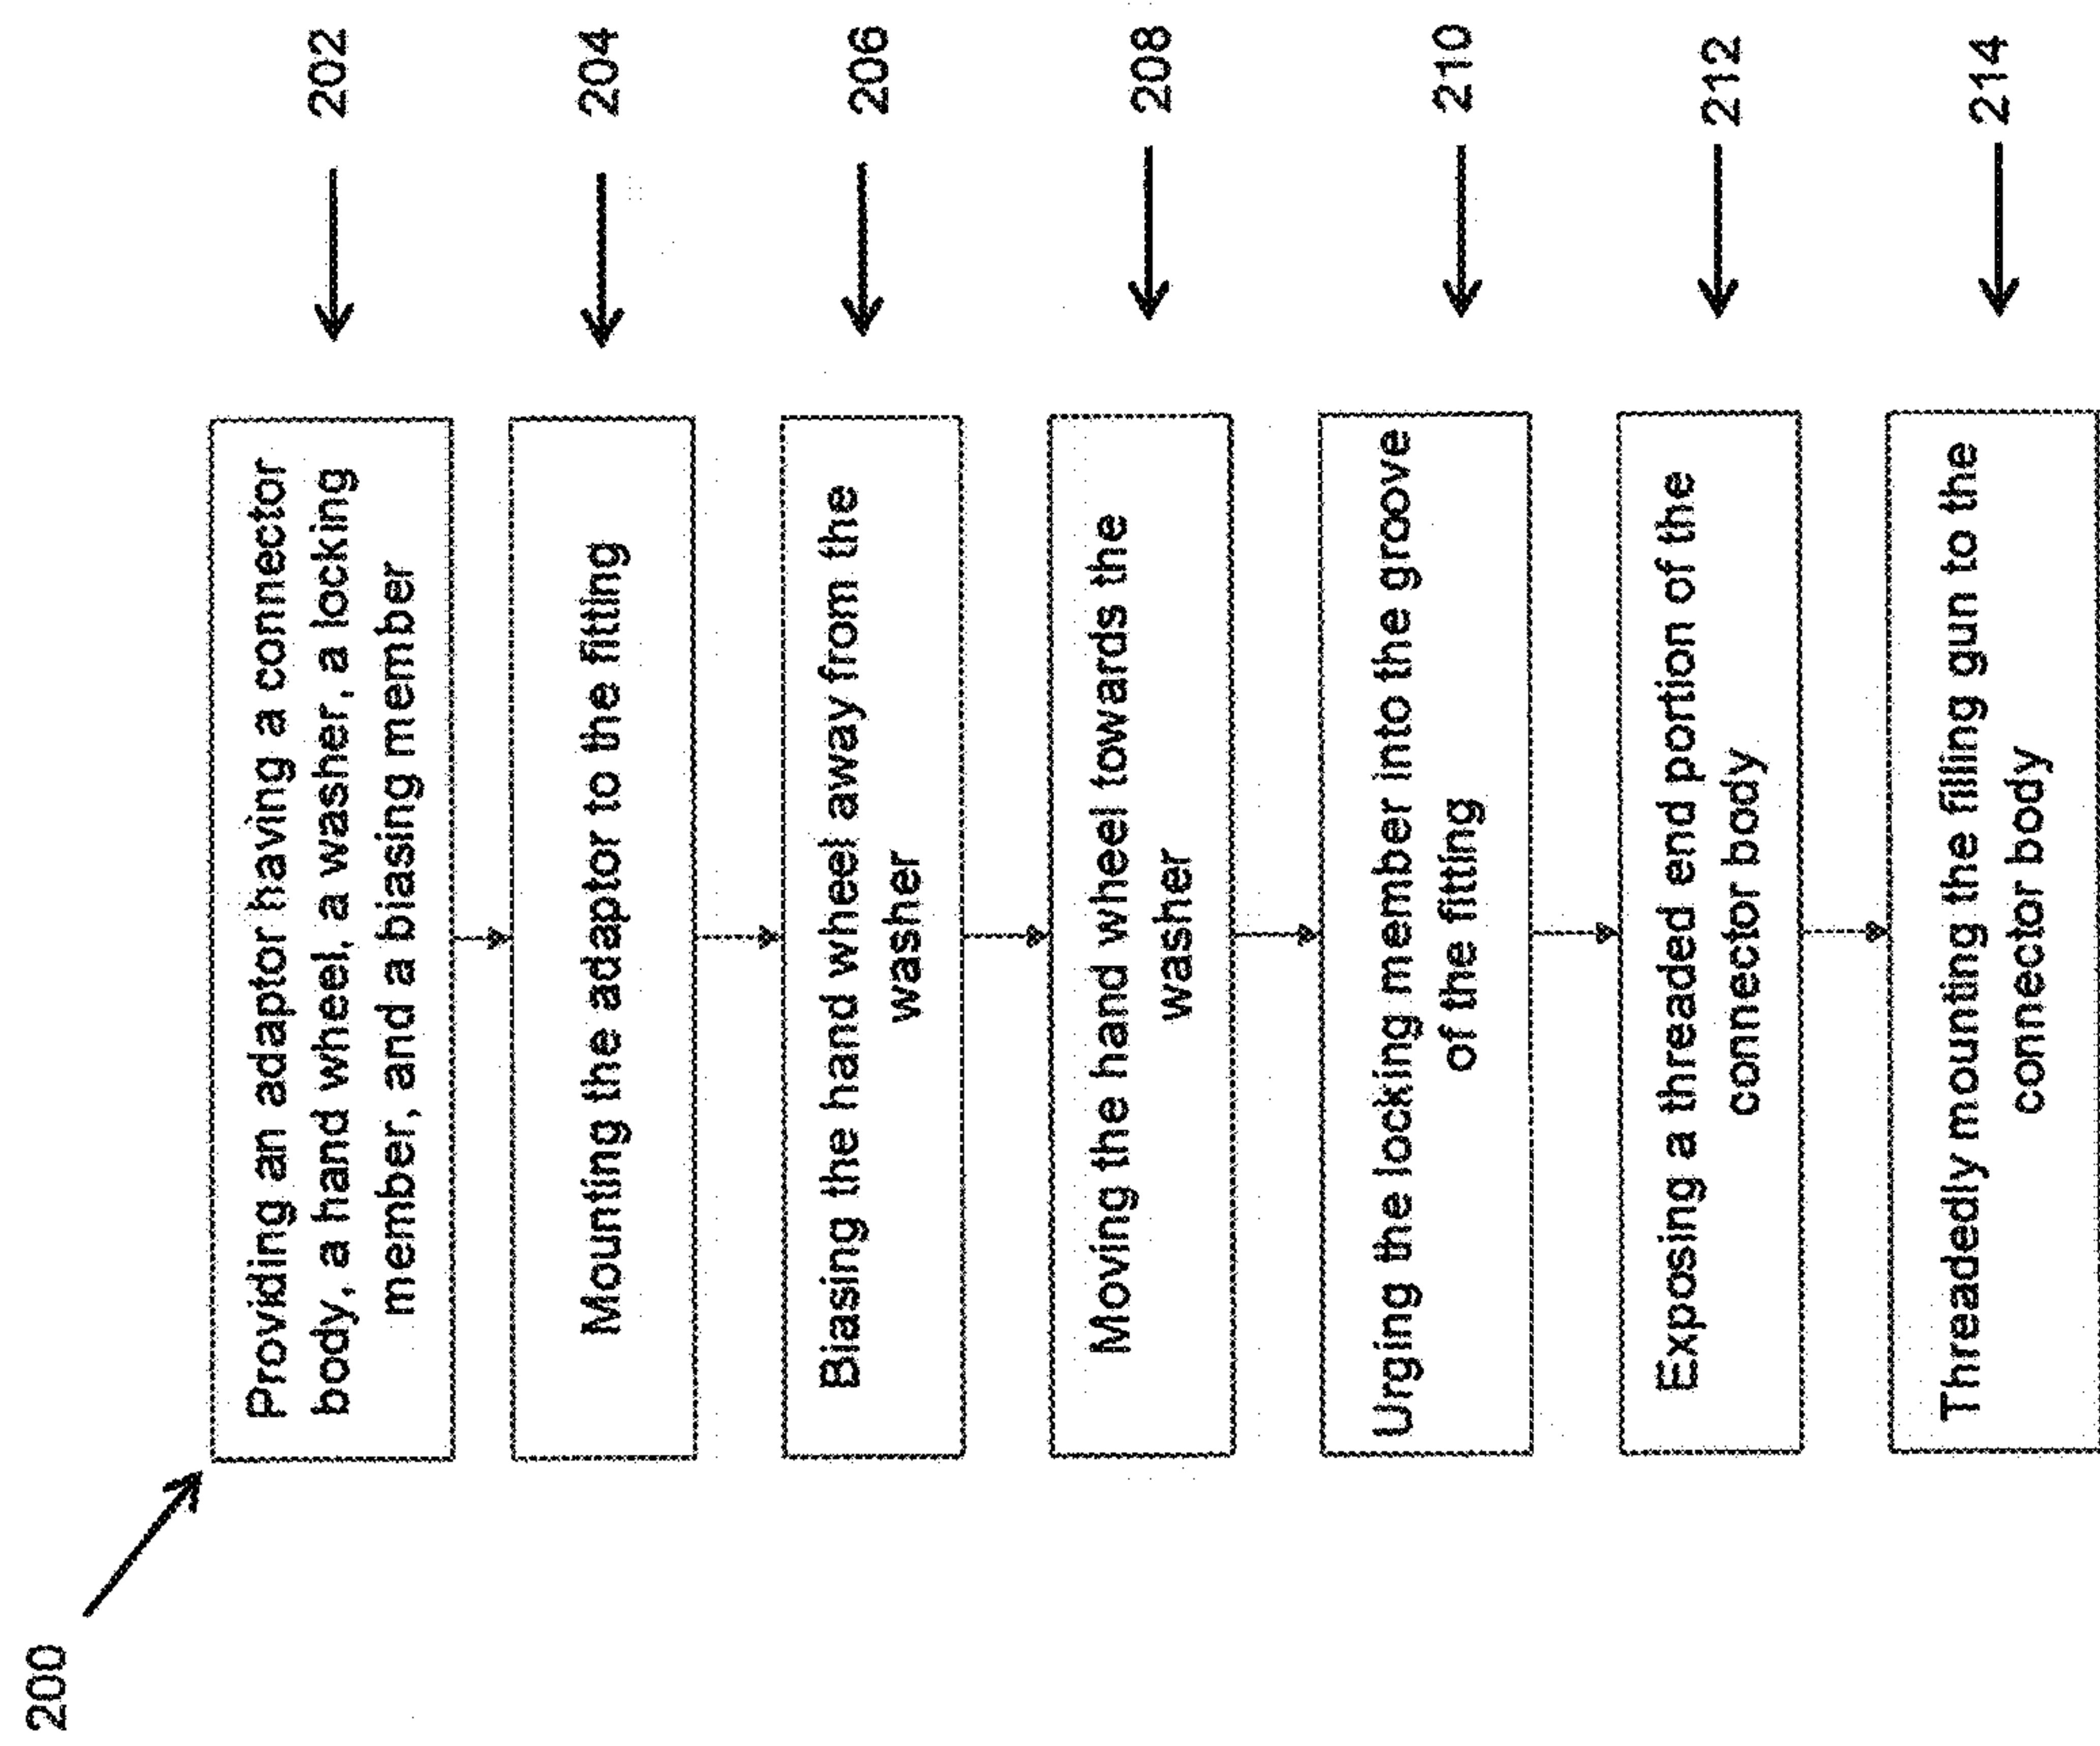 200
Providing an adaptor having a connector
body, a hand wheel, a washer, a locking
member, and a biasing member
202
Mounting the adaptor to the fitting
204
Biasing the hand wheel away from the
washer
206
Moving the hand wheel towards the
washer
208
Urging the locking member into the groove
of the fitting
210
Exposing a threaded end portion of the
connector body
212
Threadedly mounting the filling gun to the
connector body
214